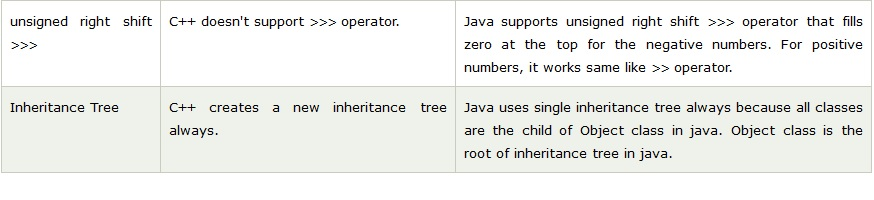 unsigned right shift >>>
C++ doesn't support >>> operator.
Java supports unsigned right shift >>> operator that fills
zero at the top for the negative numbers. For positive
numbers, it works same like >> operator.
Inheritance Tree
C++ creates a new inheritance tree
always.
Java uses single inheritance tree always because all classes
are the child of Object class in java. Object class is the
root of inheritance tree in java.